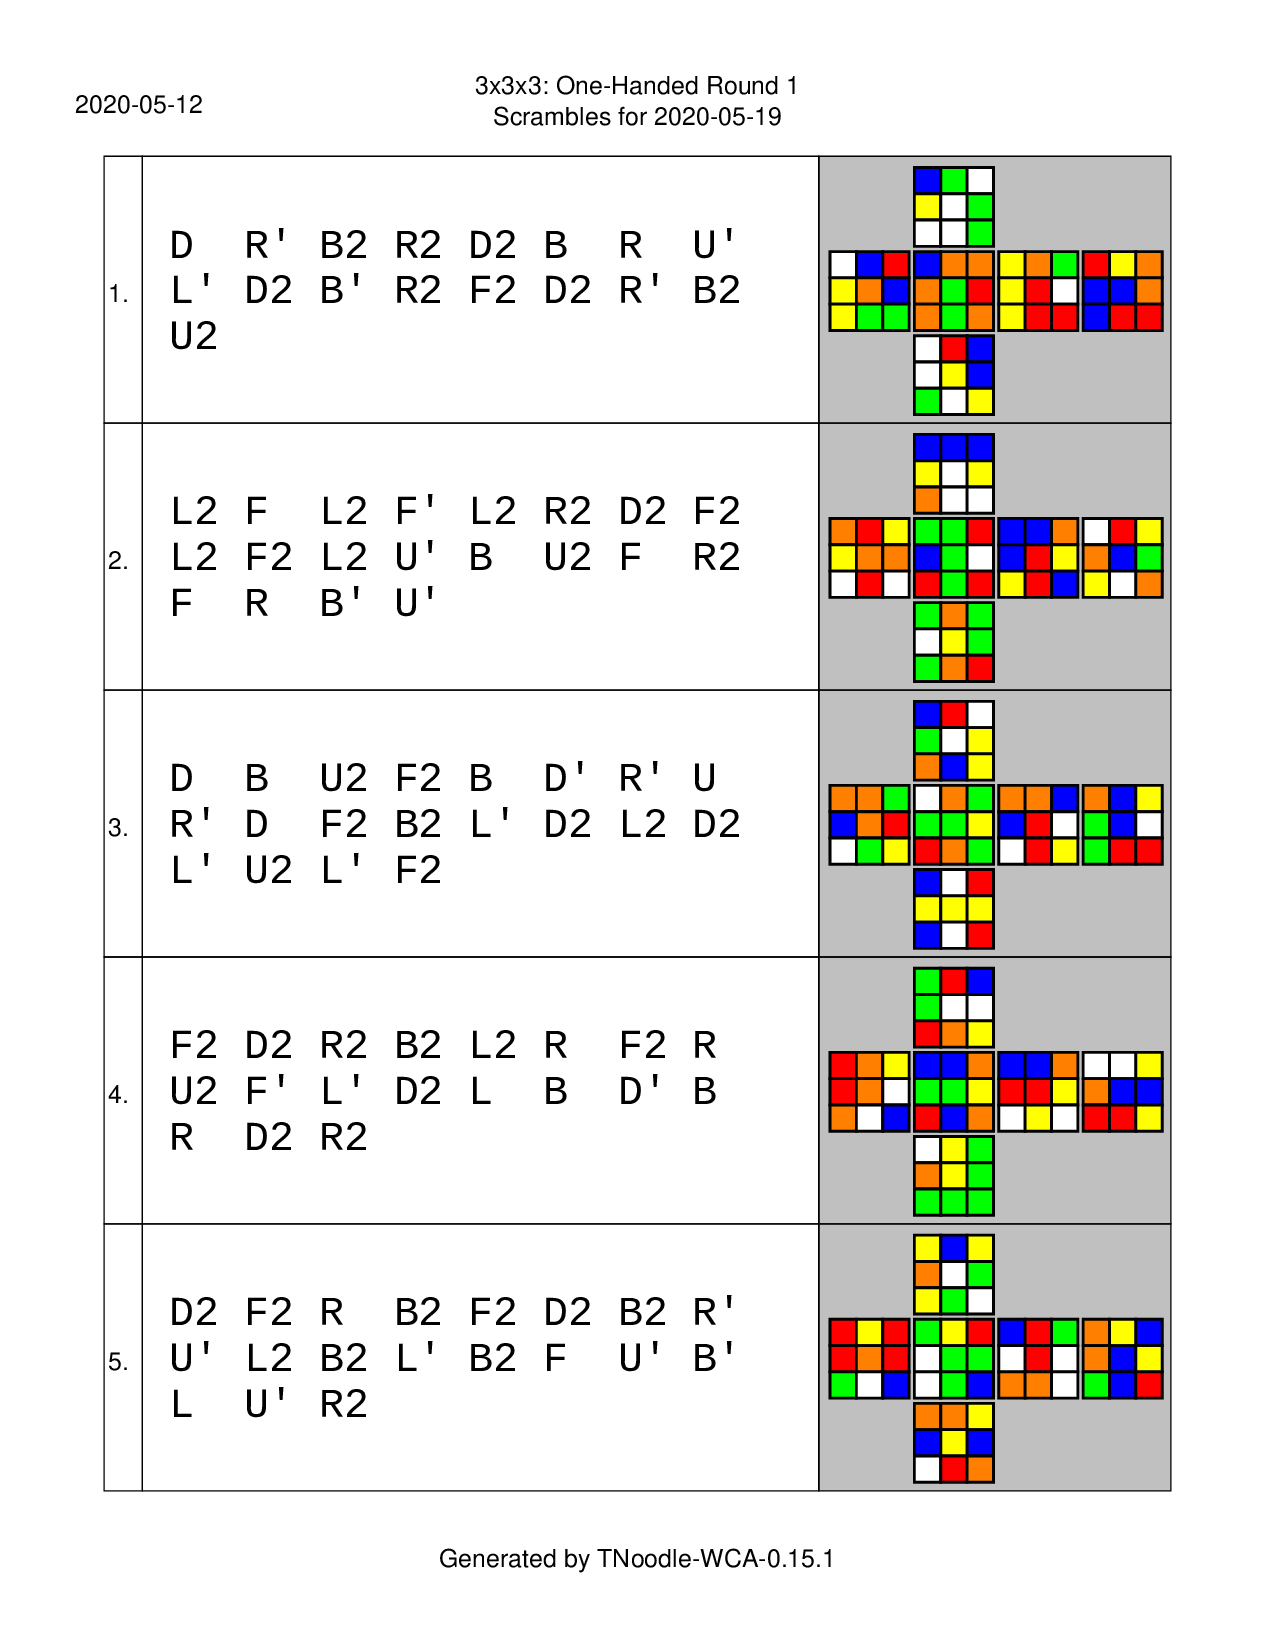 2020-05-12
3x3x3: One-Handed Round 1
Scrambles for 2020-05-19
1.
D R' B2 R2 D2 B R U'
L' D2 B' R2 F2 D2 R' B2
U2
2.
L2 F L2 F' L2 R2 D2 F2
L2 F2 L2 U' B U2 F R2
F R B' U'
3.
D B U2 F2 B D' R' U
R' D F2 B2 L' D2 L2 D2
L' U2 L' F2
4.
F2 D2 R2 B2 L2 R F2 R
U2 F' L' D2 L B D' B
R D2 R2
5.
D2 F2 R B2 F2 D2 B2 R'
U' L2 B2 L' B2 F U' B'
L U' R2
Generated by TNoodle-WCA-0.15.1